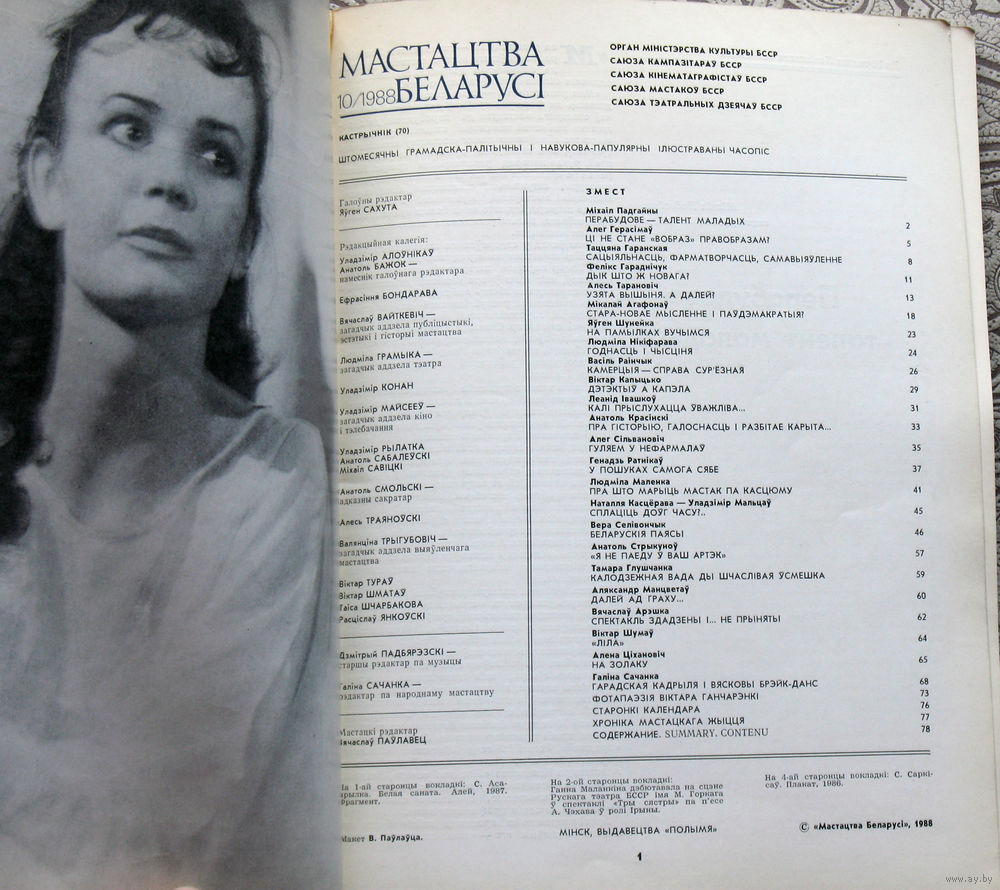 МАСТАЦТВА
10/1988 БЕЛАРУСІ
ОРГАН МІНІСТЭРСТВА КУЛЬТУРЫ БССР
САЮЗА КАМПАЗІТАРАЎ БССР
САЮЗА КІНЕМАТАГРАФІСТАЎ БССР
САЮЗА МАСТАКОЎ БССР
САЮЗА ТЭАТРАЛЬНЫХ ДЗЕЯЧАЎ БССР
КАСТРЫЧНІК (70)
ШТОМЕСЯЧНЫ ГРАМАДСКА-ПАЛІТЫЧНЫ І НАВУКОВА-ПАПУЛЯРНЫ ІЛЮСТРАВАНЫ ЧАСОПІС
Галоўны рэдактар
Яўген САХУТА
Рэдакцыйная калегія:
Уладзімір АЛОЎНІКАЎ
Анатоль БАЖОК —
намеснік галоўнага рэдактара
Ефрасіння БОНДАРАВА
Вячаслаў ВАЙТКЕВІЧ —
загадчык аддзела публіцыстыкі,
эстэтыкі і гісторыі мастацтва
Людміла ГРАМЫКА —
загадчык аддзела тэатра
Уладзімір КОНАН
Уладзімір МАЙСЕЕЎ —
загадчык аддзела кіно
і тэлебачання
Уладзімір РЫЛАТКА
Анатоль САБАЛЕЎСКІ
Міхаіл САВІЦКІ
Анатоль СМОЛЬСКІ —
адказны сакратар
Алесь ТРАЯНОЎСКІ
Валянціна ТРЫГУБОВІЧ —
загадчык аддзела выяўленчага
мастацтва
Віктар ТУРАЎ
Віктар ШМАТАЎ
Таіса ШЧАРБАКОВА
Расціслаў ЯНКОЎСКІ
Дзмітрый ПАДБЯРЭЗСКІ —
старшы рэдактар па музыцы
Галіна САЧАНКА —
рэдактар па народнаму мастацтву
Мастацкі рэдактар
Вячаслаў ПАЎЛАВЕЦ
ЗМЕСТ
Міхаіл Падгайны
ПЕРАБУДОВЕ — ТАЛЕНТ МАЛАДЫХ 2
Алег Герасімаў
ЦІ НЕ СТАНЕ «ВОБРАЗ» ПРАВОБРАЗАМ? 5
Таццяна Гаранская
САЦЫЯЛЬНАСЦЬ, ФАРМАТВОРЧАСЦЬ, САМАВЫЯЎЛЕННЕ 8
Фелікс Гараднічук
ДЫК ШТО Ж НОВАГА? 11
Алесь Тарановіч
УЗЯТА ВЫШЫНЯ. А ДАЛЕЙ? 13
Мікалай Агафонаў
СТАРА-НОВАЕ МЫСЛЕННЕ І ПАЎДЭМАКРАТЫЯ? 18
Яўген Шунейка
НА ПАМЫЛКАХ ВУЧЫМСЯ 23
Людміла Нікіфарава
ГОДНАСЦЬ І ЧЫСЦІНЯ 24
Васіль Раінчык
КАМЕРЦЫЯ — СПРАВА СУР'ЁЗНАЯ 26
Віктар Капыцько
ДЭТЭКТЫЎ А КАПЭЛА 29
Леанід Івашкоў
КАЛІ ПРЫСЛУХАЦЦА ЎВАЖЛІВА... 31
Анатоль Красінскі
ПРА ГІСТОРЫЮ, ГАЛОСНАСЦЬ І РАЗБІТАЕ КАРЫТА... 33
Алег Сільвановіч
ГУЛЯЕМ У НЕФАРМАЛАЎ 35
Генадзь Ратнікаў
У ПОШУКАХ САМОГА СЯБЕ 37
Людміла Маленка
ПРА ШТО МАРЫЦЬ МАСТАК ПА КАСЦЮМУ 41
Наталля Касцёрава — Уладзімір Мальцаў
СПЛАЦІЦЬ ДОЎГ ЧАСУ?.. 45
Вера Селівончык
БЕЛАРУСКІЯ ПАЯСЫ 46
Анатоль Стрыкуноў
«Я НЕ ПАЕДУ Ў ВАШ АРТЭК» 57
Тамара Глушчанка
КАЛОДЗЕЖНАЯ ВАДА ДЫ ШЧАСЛІВАЯ ЎСМЕШКА 59
Аляксандр Манцветаў
ДАЛЕЙ АД ГРАХУ... 60
Вячаслаў Арэшка
СПЕКТАКЛЬ ЗДАДЗЕНЫ І... НЕ ПРЫНЯТЫ 62
Віктар Шумаў
«ЛІЛА» 64
Алена Ціхановіч
НА ЗОЛАКУ 65
Галіна Сачанка
ГАРАДСКАЯ КАДРЫЛЯ І ВЯСКОВЫ БРЭЙК-ДАНС 68
ФОТАПАЭЗІЯ ВІКТАРА ГАНЧАРЭНКІ 73
СТАРОНКІ КАЛЕНДАРА 76
ХРОНІКА МАСТАЦКАГА ЖЫЦЦЯ 77
СОДЕРЖАНИЕ. SUMMARY. CONTENU 78
На 1-ай старонцы вокладкі: С. Аса-
рылка. Белая саната. Алей, 1987.
Фрагмент.
Макет В. Паўлаўца.
На 2-ой старонцы вокладкі:
Ганна Маланкіна дэбютавала на сцэне
Рускага тэатра БССР імя М. Горкага
ў спектаклі «Тры сястры» па п'есе
А. Чэхава ў ролі Ірыны.
На 4-ай старонцы вокладкі: С. Саркі-
саў. Плакат, 1986.
МІНСК, ВЫДАВЕЦТВА «ПОЛЫМЯ»
© «Мастацтва Беларусі», 1988
1
www.ay.by